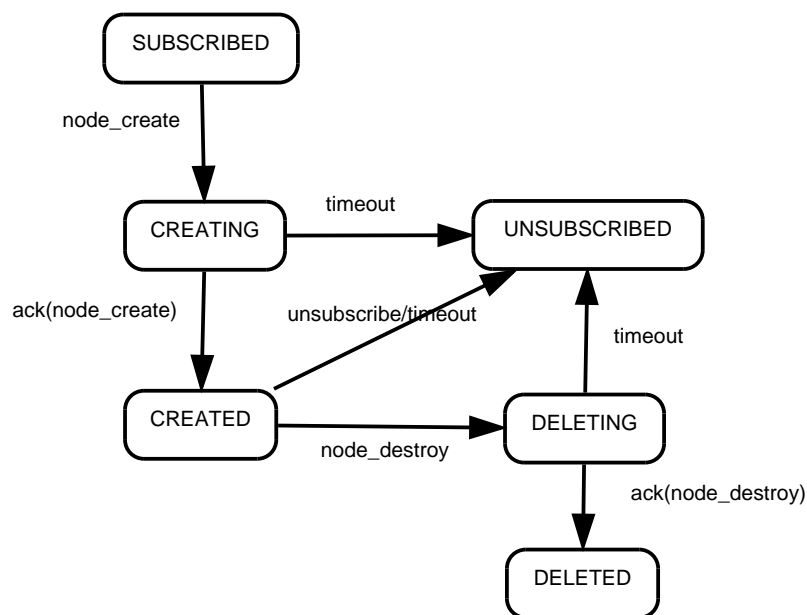 SUBSCRIBED
node_create
CREATING
timeout
UNSUBSCRIBED
ack(node_create)
unsubscribe/timeout
timeout
CREATED
node_destroy
DELETING
ack(node_destroy)
DELETED